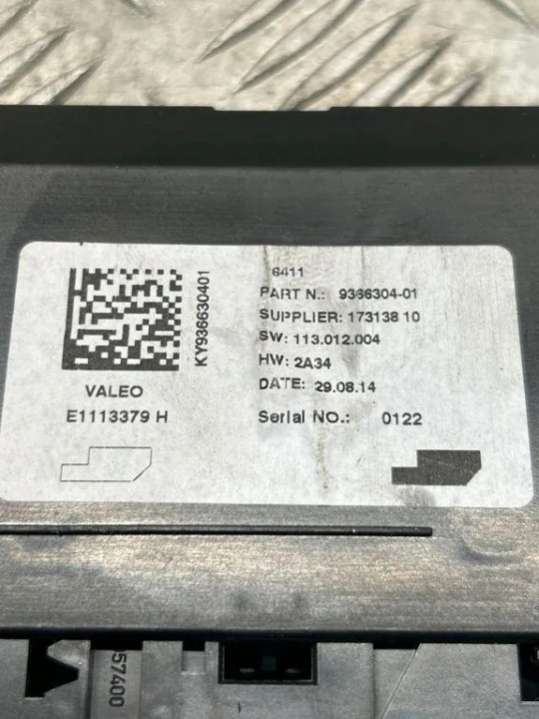 6411
PART N.: 9366304-01
SUPPLIER: 173138 10
SW: 113.012.004
HW: 2A34
DATE: 29.08.14
Serial NO.: 0122
KY936630401
VALEO
E1113379 H
57400